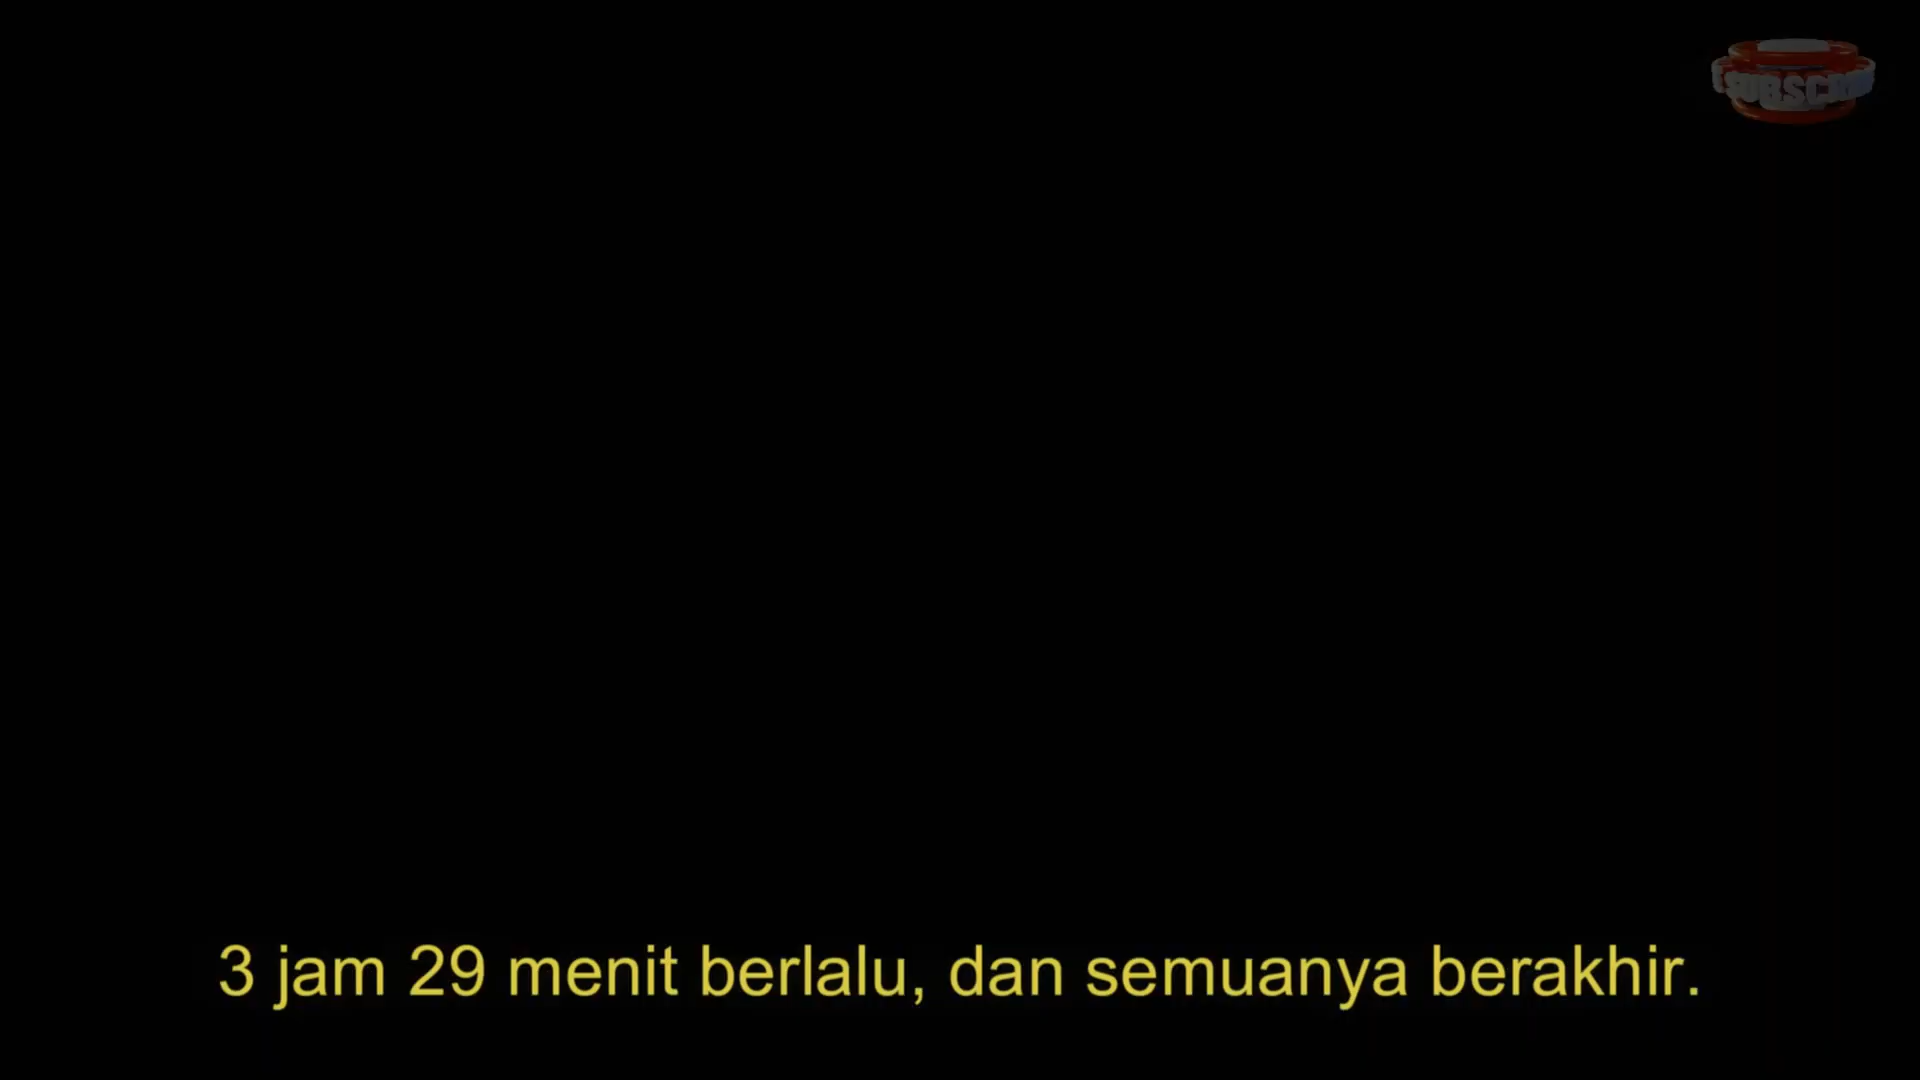 3 jam 29 menit berlalu, dan semuanya berakhir.